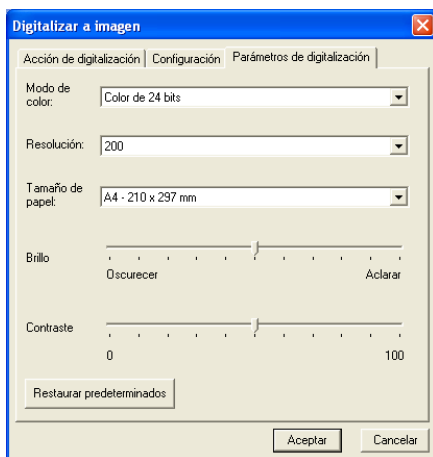 Digitalizar a imagen
Acción de digitalización Configuración Parámetros de digitalización
Modo de
color:
Color de 24 bits
Resolución:
200
Tamaño de
papel:
A4 - 210 x 297 mm
Brillo
Oscurecer Aclarar
Contraste
0 100
Restaurar predeterminados
Aceptar Cancelar